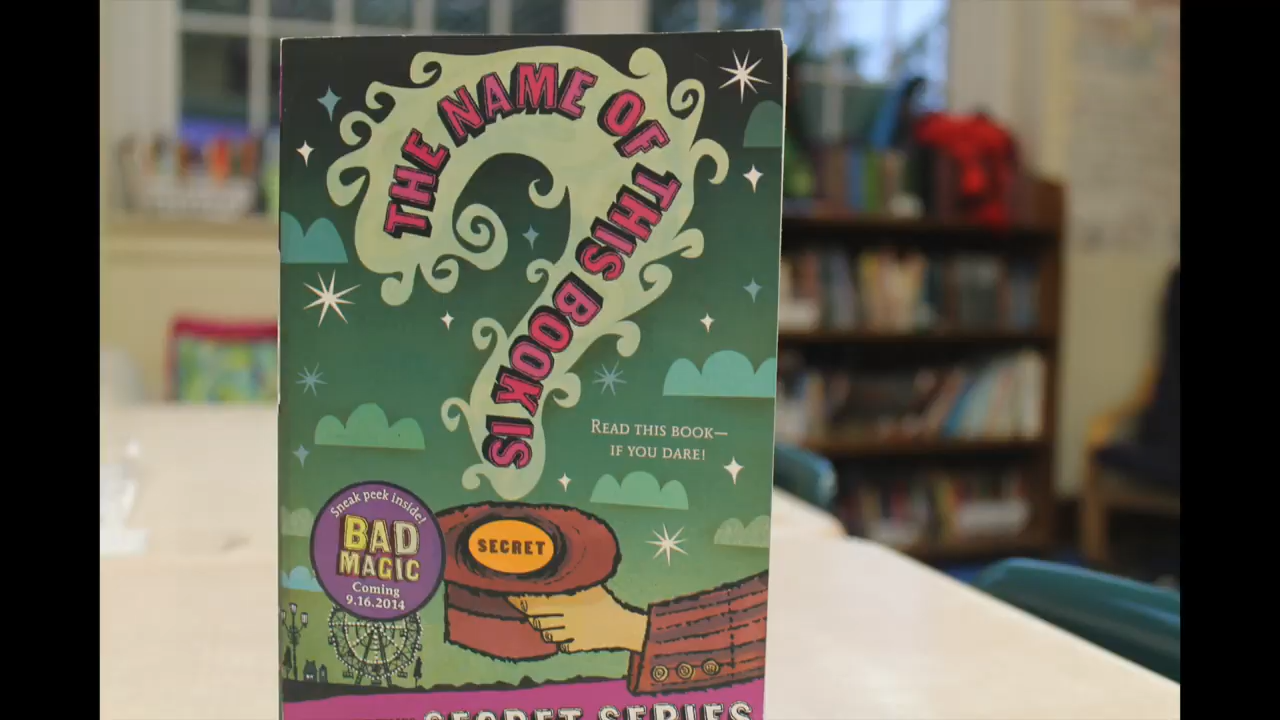 THE NAME OF THIS BOOK IS
SECRET
READ THIS BOOK—
IF YOU DARE!
Sneak peek inside!
BAD
MAGIC
Coming
9.16.2014
SECRET SERIES